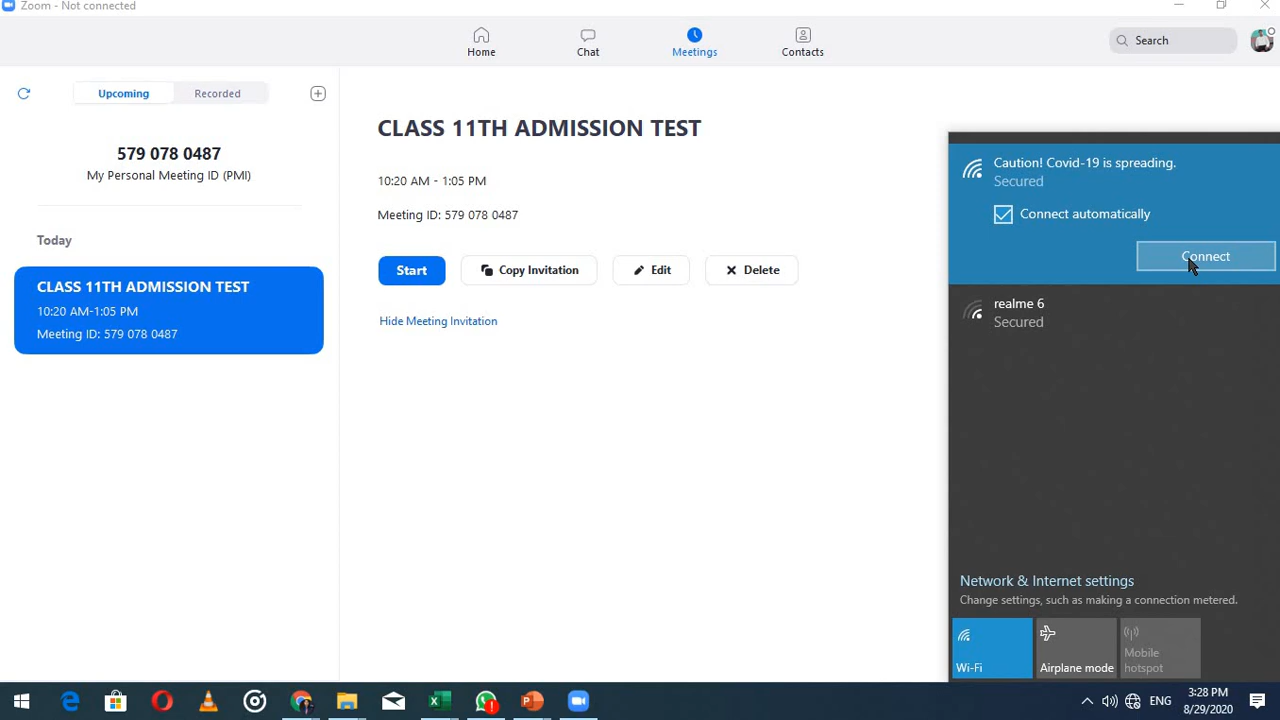 Zoom - Not connected
Home
Chat
Meetings
Contacts
Search
Upcoming
Recorded
579 078 0487
My Personal Meeting ID (PMI)
Today
CLASS 11TH ADMISSION TEST
10:20 AM-1:05 PM
Meeting ID: 579 078 0487
CLASS 11TH ADMISSION TEST
10:20 AM - 1:05 PM
Meeting ID: 579 078 0487
Start
Copy Invitation
Edit
Delete
Hide Meeting Invitation
Caution! Covid-19 is spreading.
Secured
Connect automatically
Connect
realme 6
Secured
Network & Internet settings
Change settings, such as making a connection metered.
Wi-Fi
Airplane mode
Mobile
hotspot
ENG
3:28 PM
8/29/2020